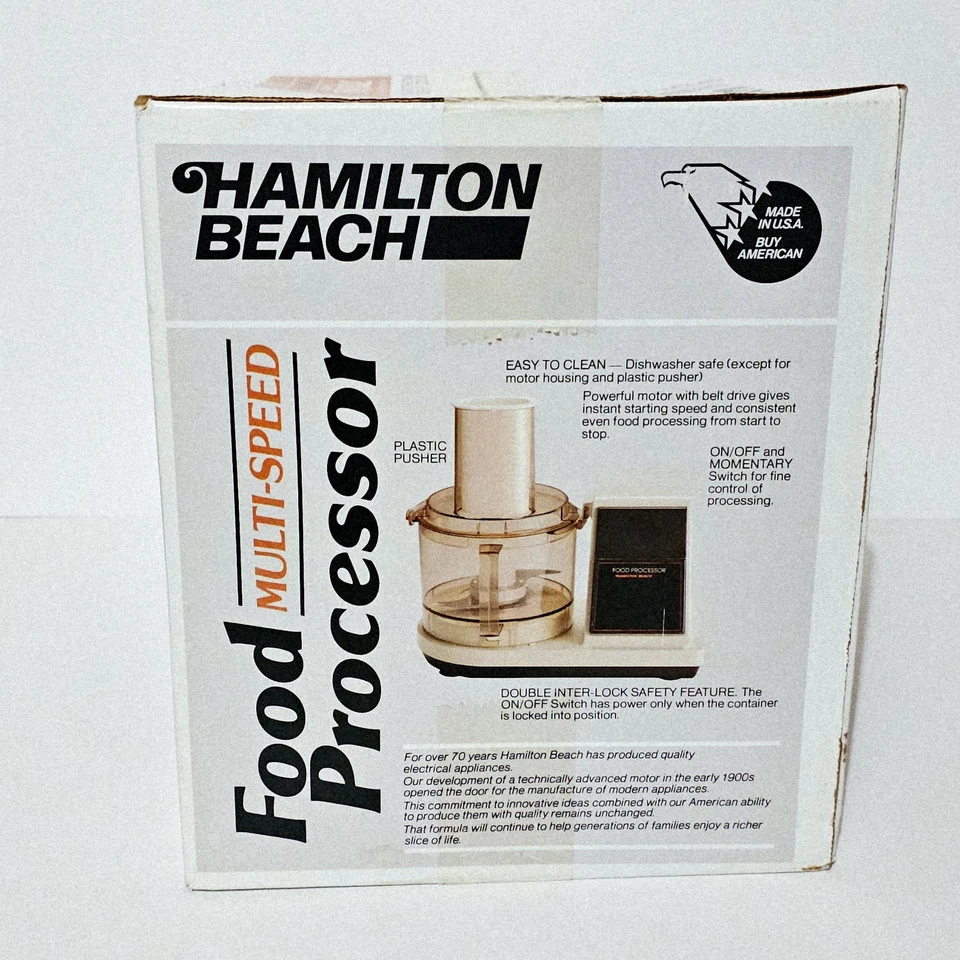 HAMILTON
BEACH
MADE
IN U.S.A.
BUY
AMERICAN
Food MULTI-SPEED
Processor
EASY TO CLEAN — Dishwasher safe (except for
motor housing and plastic pusher)
Powerful motor with belt drive gives
instant starting speed and consistent
even food processing from start to
stop.
PLASTIC
PUSHER
ON/OFF and
MOMENTARY
Switch for fine
control of
processing.
FOOD PROCESSOR
HAMILTON BEACH
DOUBLE INTER-LOCK SAFETY FEATURE. The
ON/OFF Switch has power only when the container
is locked into position.
For over 70 years Hamilton Beach has produced quality
electrical appliances.
Our development of a technically advanced motor in the early 1900s
opened the door for the manufacture of modern appliances.
This commitment to innovative ideas combined with our American ability
to produce them with quality remains unchanged.
That formula will continue to help generations of families enjoy a richer
slice of life.